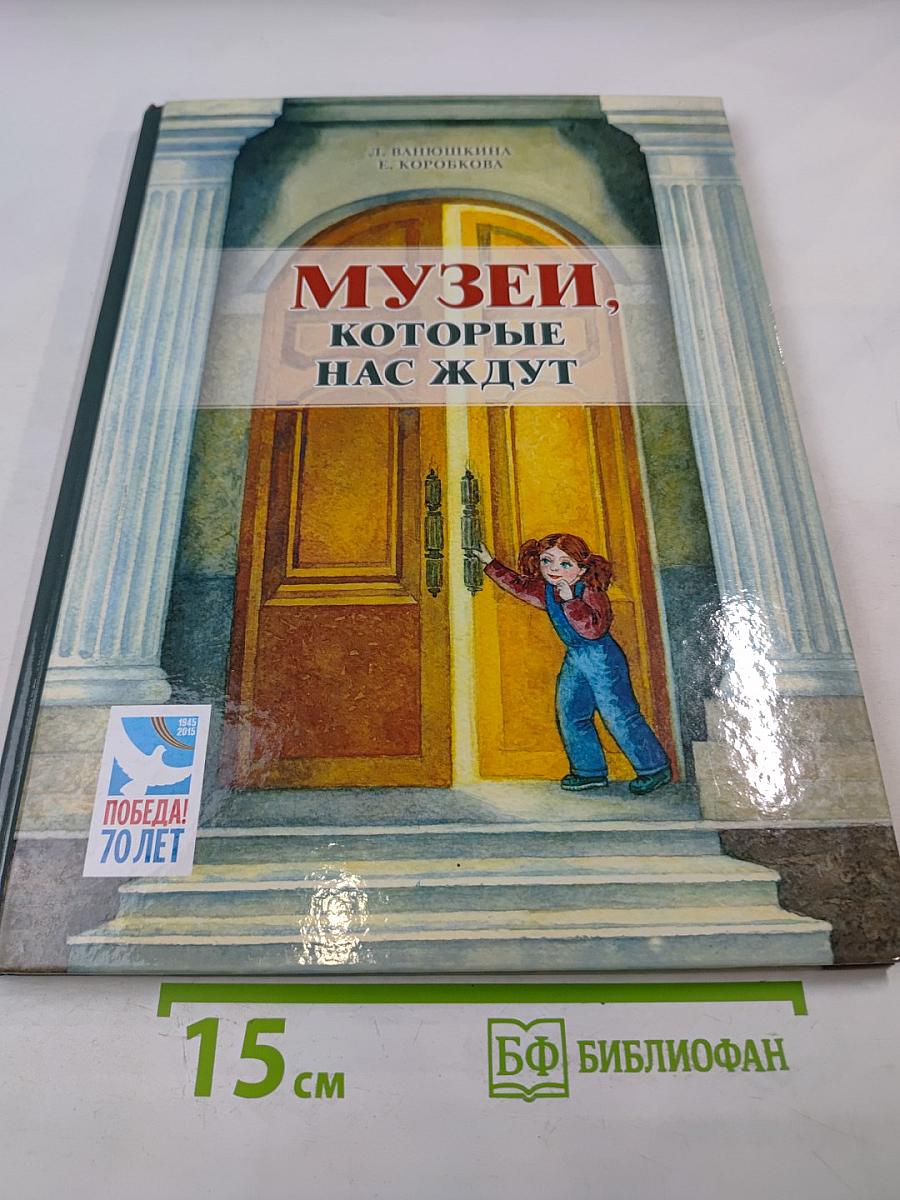 Л. ВАНЮШКИНА
Е. КОРОБКОВА
МУЗЕИ,
КОТОРЫЕ
НАС ЖДУТ
1945
2015
ПОБЕДА!
70 ЛЕТ
15 см
БФ БИБЛИОФАН